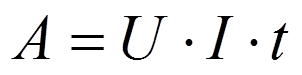 A = U · I · t